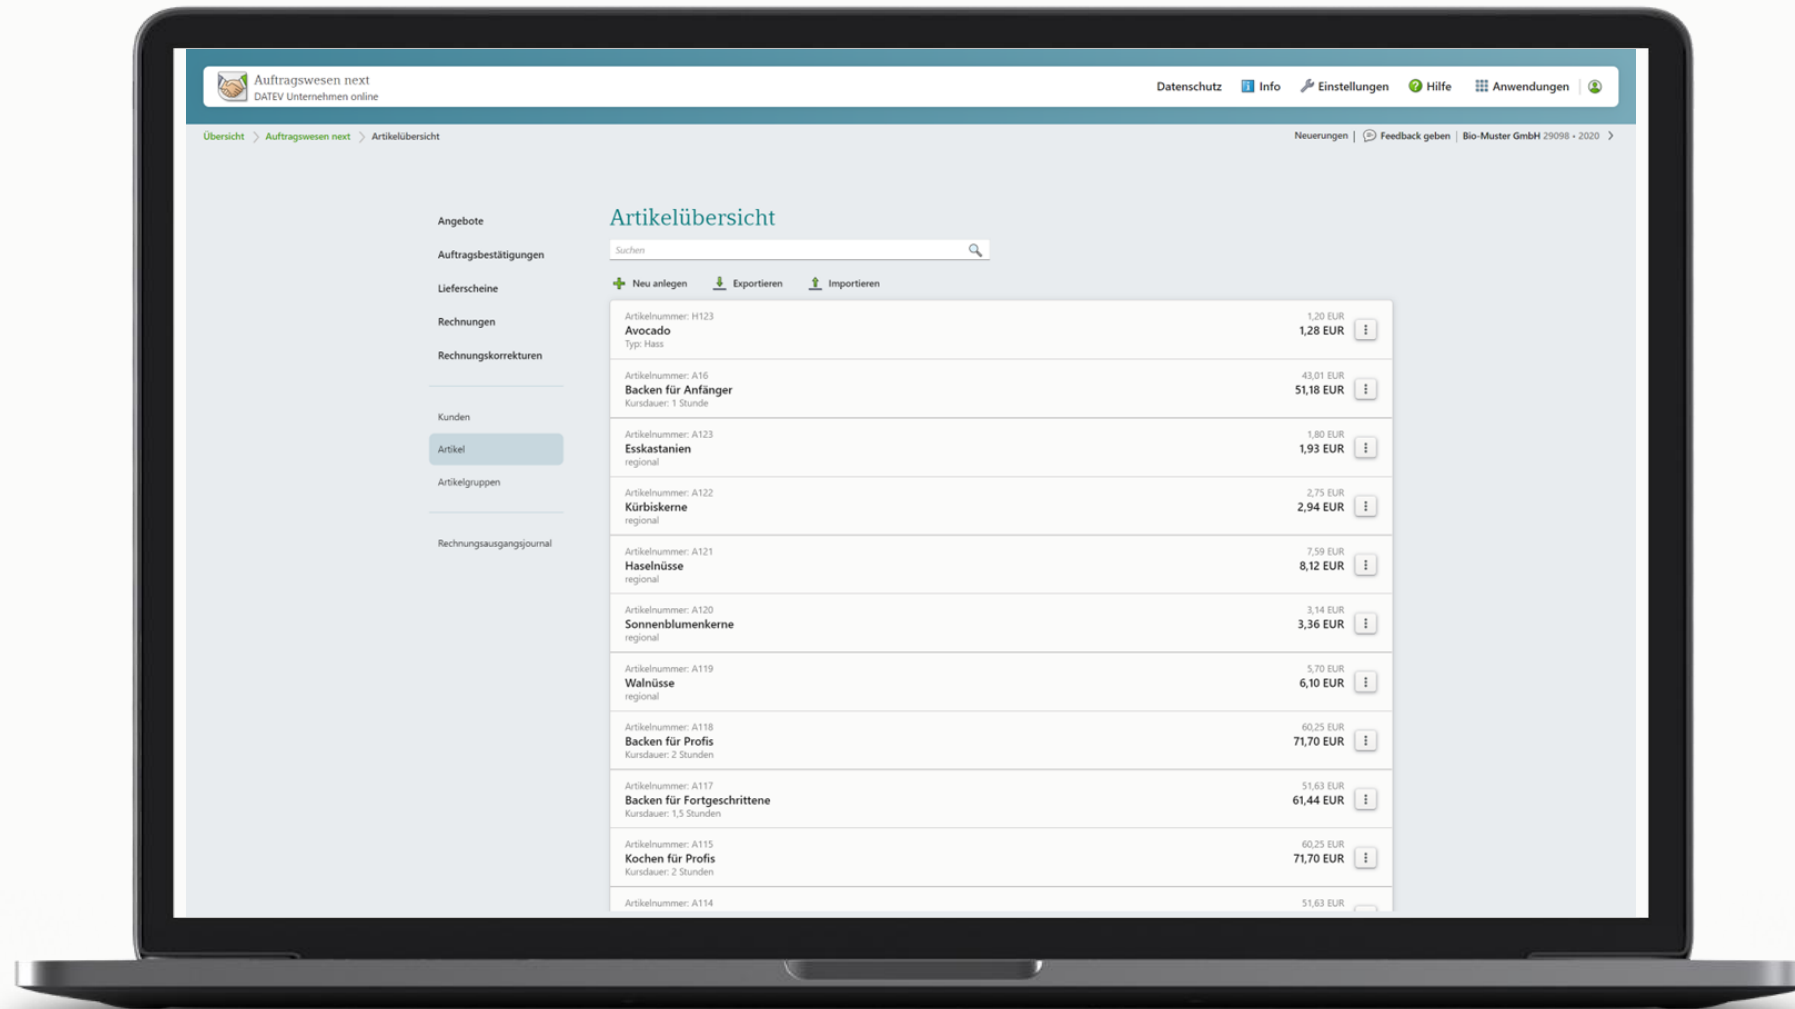 Auftragswesen next
DATEV Unternehmen online
Datenschutz Info Einstellungen Hilfe Anwendungen
Übersicht Auftragswesen next Artikelübersicht
Neuerungen | Feedback geben | Bio-Muster GmbH 29098 • 2020
Angebote
Auftragsbestätigungen
Lieferscheine
Rechnungen
Rechnungskorrekturen
Kunden
Artikel
Artikelgruppen
Rechnungsausgangsjournal
Artikelübersicht
Suchen
Neu anlegen Exportieren Importieren
Artikelnummer: H123 1,20 EUR
Avocado 1,28 EUR
Typ: Hass
Artikelnummer: A16 43,01 EUR
Backen für Anfänger 51,18 EUR
Kursdauer: 1 Stunde
Artikelnummer: A123 1,80 EUR
Esskastanien 1,93 EUR
regional
Artikelnummer: A122 2,75 EUR
Kürbiskerne 2,94 EUR
regional
Artikelnummer: A121 7,59 EUR
Haselnüsse 8,12 EUR
regional
Artikelnummer: A120 3,14 EUR
Sonnenblumenkerne 3,36 EUR
regional
Artikelnummer: A119 5,70 EUR
Walnüsse 6,10 EUR
regional
Artikelnummer: A118 60,25 EUR
Backen für Profis 71,70 EUR
Kursdauer: 2 Stunden
Artikelnummer: A117 51,63 EUR
Backen für Fortgeschrittene 61,44 EUR
Kursdauer: 1,5 Stunden
Artikelnummer: A115 60,25 EUR
Kochen für Profis 71,70 EUR
Kursdauer: 2 Stunden
Artikelnummer: A114 51,63 EUR